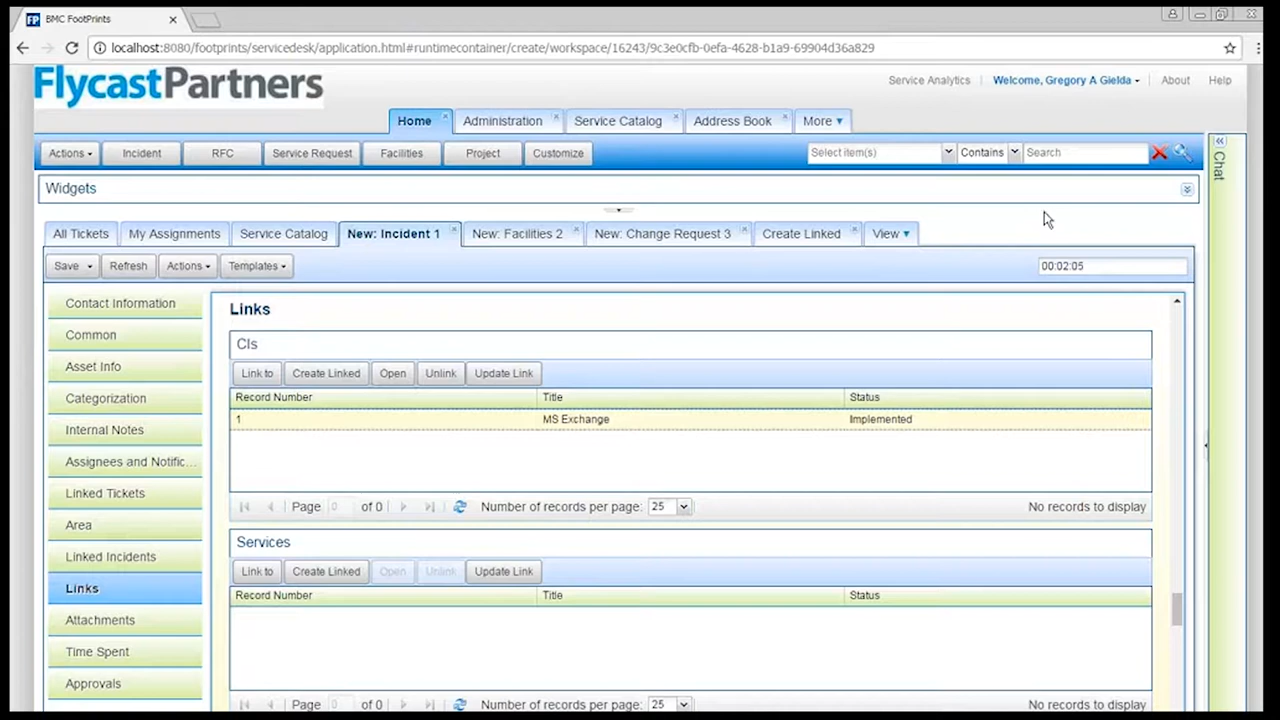 FP BMC FootPrints
localhost:8080/footprints/servicedesk/application.html#runtimecontainer/create/workspace/16243/9c3e0cfb-0efa-4628-b1a9-69904d36a829
FlycastPartners
Service Analytics Welcome, Gregory A Gielda About Help
Home Administration Service Catalog Address Book More
Actions Incident RFC Service Request Facilities Project Customize Select item(s) Contains Search
Chat
Widgets
All Tickets My Assignments Service Catalog New: Incident 1 New: Facilities 2 New: Change Request 3 Create Linked View
Save Refresh Actions Templates 00:02:05
Contact Information
Common
Asset Info
Categorization
Internal Notes
Assignees and Notific...
Linked Tickets
Area
Linked Incidents
Links
Attachments
Time Spent
Approvals
Links
CIs
Link to Create Linked Open Unlink Update Link
Record Number Title Status
1 MS Exchange Implemented
Page 0 of 0 Number of records per page: 25 No records to display
Services
Link to Create Linked Open Unlink Update Link
Record Number Title Status
Page 0 of 0 Number of records per page: 25 No records to display